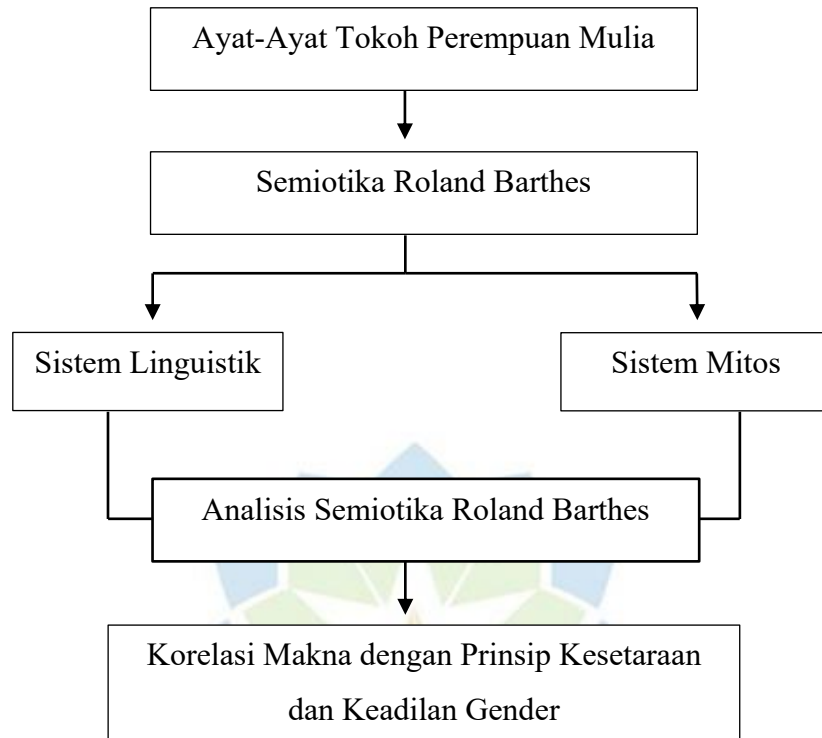 Ayat-Ayat Tokoh Perempuan Mulia
Semiotika Roland Barthes
Sistem Linguistik
Sistem Mitos
Analisis Semiotika Roland Barthes
Korelasi Makna dengan Prinsip Kesetaraan
dan Keadilan Gender